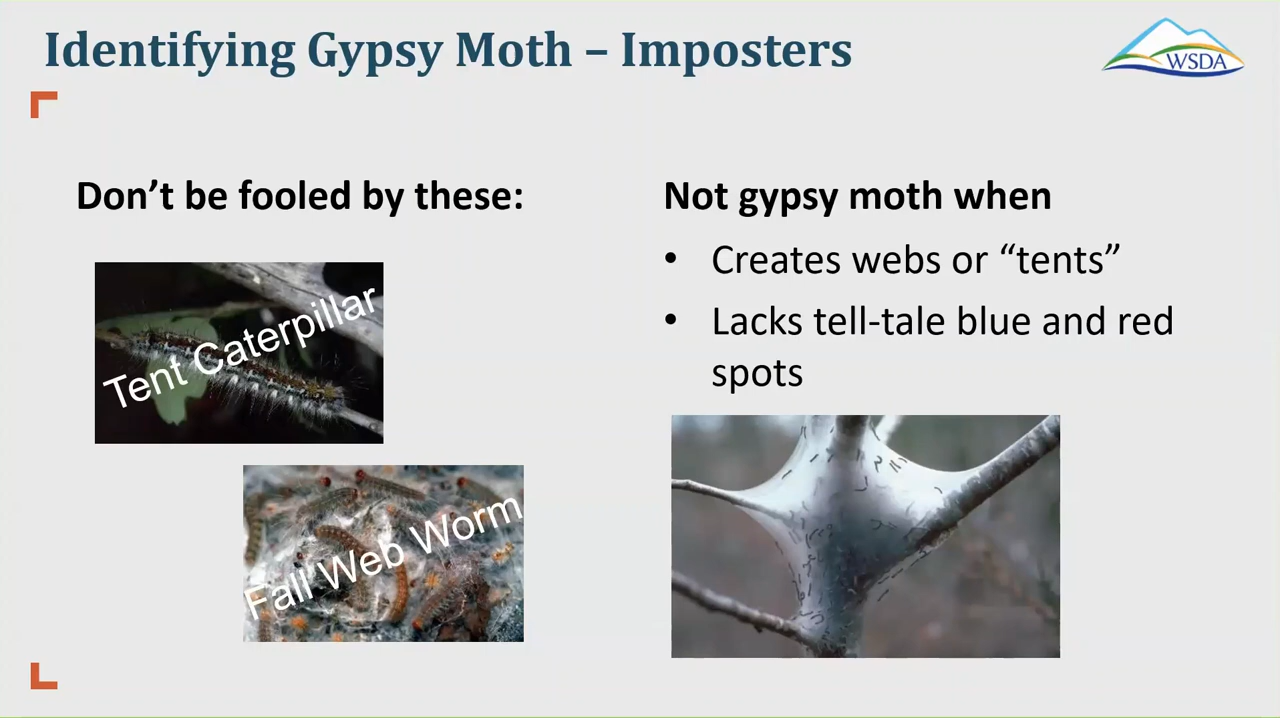 Identifying Gypsy Moth – Imposters
WSDA
Don’t be fooled by these:
Tent Caterpillar
Fall Web Worm
Not gypsy moth when
• Creates webs or “tents”
• Lacks tell-tale blue and red
spots